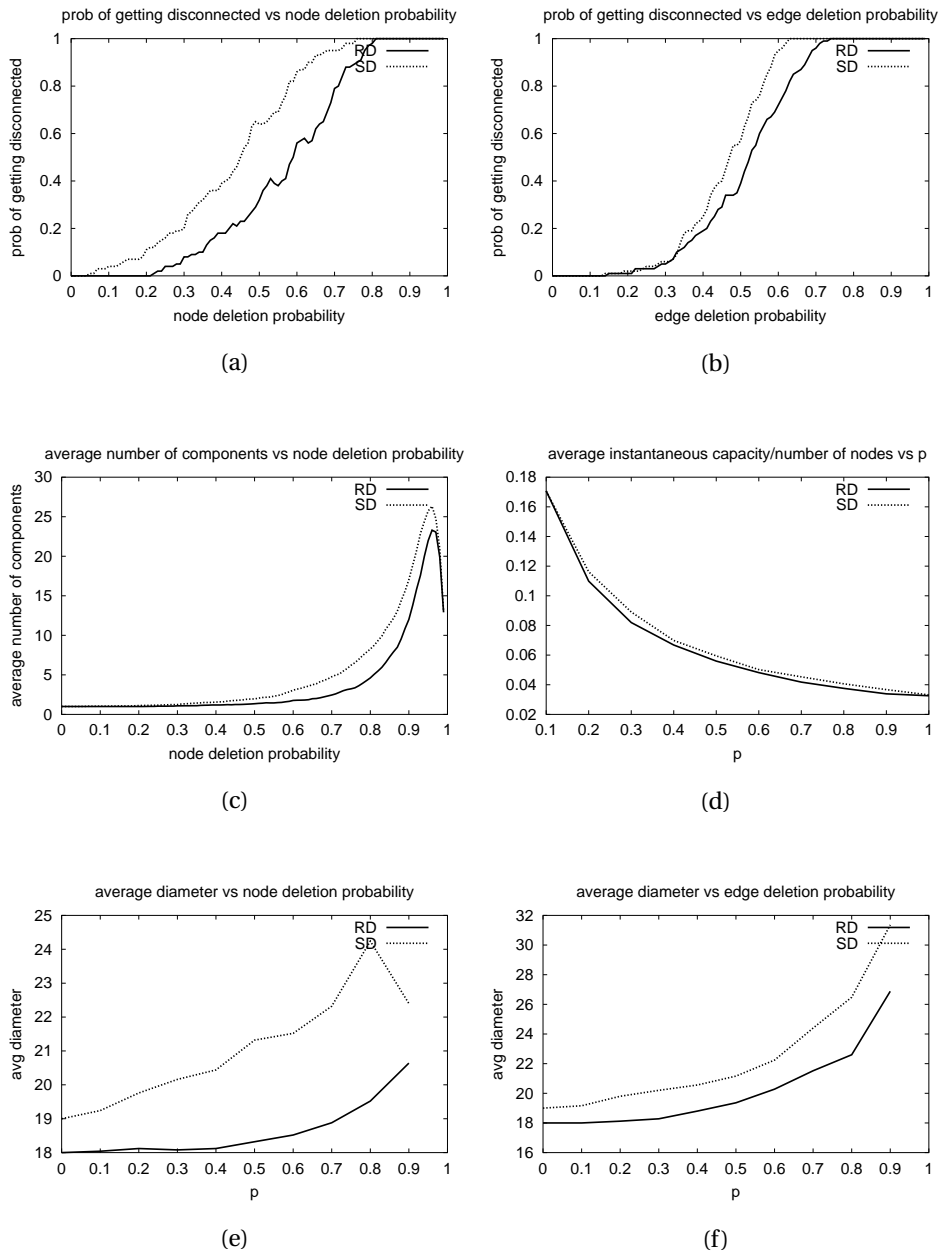 prob of getting disconnected vs node deletion probability
prob of getting disconnected
1
0.8
0.6
0.4
0.2
0
RD
SD
0 0.1 0.2 0.3 0.4 0.5 0.6 0.7 0.8 0.9 1
node deletion probability
(a)
prob of getting disconnected vs edge deletion probability
prob of getting disconnected
1
0.8
0.6
0.4
0.2
0
RD
SD
0 0.1 0.2 0.3 0.4 0.5 0.6 0.7 0.8 0.9 1
edge deletion probability
(b)
average number of components vs node deletion probability
average number of components
30
25
20
15
10
5
0
RD
SD
0 0.1 0.2 0.3 0.4 0.5 0.6 0.7 0.8 0.9 1
node deletion probability
(c)
average instantaneous capacity/number of nodes vs p
0.18
0.16
0.14
0.12
0.1
0.08
0.06
0.04
0.02
RD
SD
0.1 0.2 0.3 0.4 0.5 0.6 0.7 0.8 0.9 1
p
(d)
average diameter vs node deletion probability
avg diameter
25
24
23
22
21
20
19
18
RD
SD
0 0.1 0.2 0.3 0.4 0.5 0.6 0.7 0.8 0.9 1
p
(e)
average diameter vs edge deletion probability
avg diameter
32
30
28
26
24
22
20
18
16
RD
SD
0 0.1 0.2 0.3 0.4 0.5 0.6 0.7 0.8 0.9 1
p
(f)